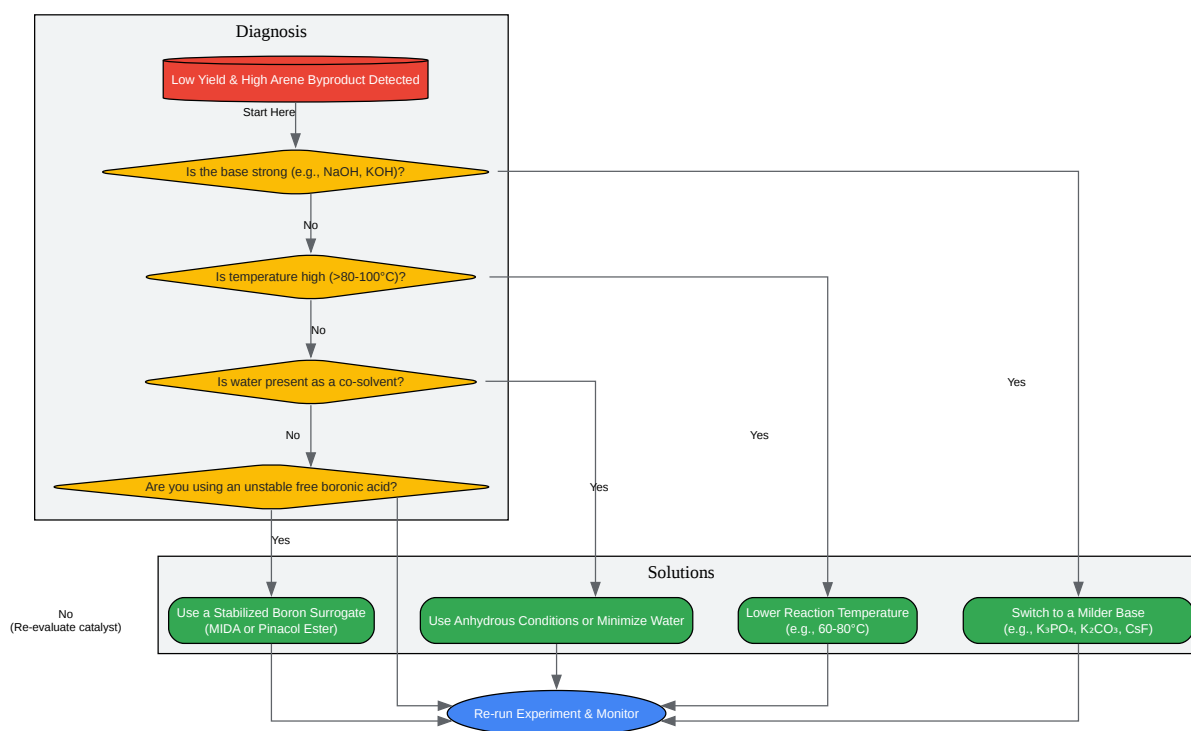 Diagnosis
Low Yield & High Arene Byproduct Detected
Start Here
Is the base strong (e.g., NaOH, KOH)?
No
Is temperature high (>80-100°C)?
No
Is water present as a co-solvent?
Yes
Yes
No
Are you using an unstable free boronic acid?
Yes
Yes
Solutions
No
(Re-evaluate catalyst)
Use a Stabilized Boron Surrogate
(MIDA or Pinacol Ester)
Use Anhydrous Conditions or Minimize Water
Lower Reaction Temperature
(e.g., 60-80°C)
Switch to a Milder Base
(e.g., K₃PO₄, K₂CO₃, CsF)
Re-run Experiment & Monitor